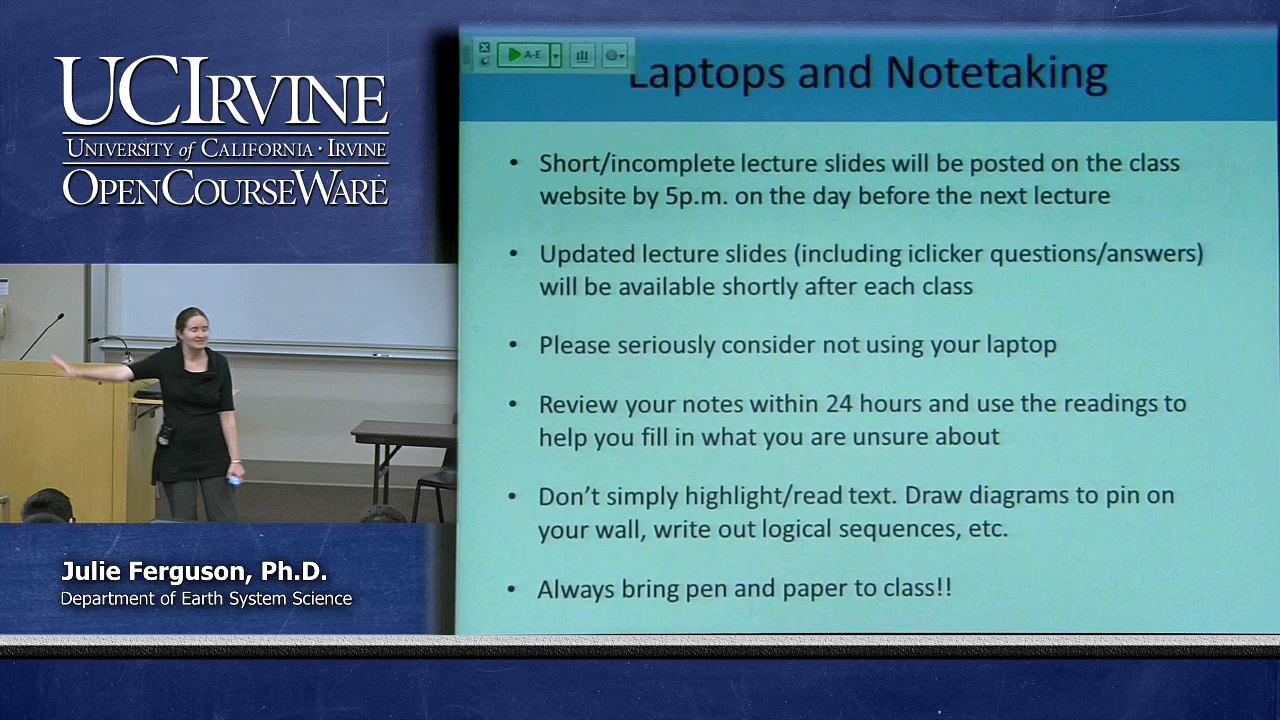 UCIRVINE
UNIVERSITY of CALIFORNIA · IRVINE
OPENCOURSEWARE
A-E
Laptops and Notetaking
• Short/incomplete lecture slides will be posted on the class
website by 5p.m. on the day before the next lecture
• Updated lecture slides (including iclicker questions/answers)
will be available shortly after each class
• Please seriously consider not using your laptop
• Review your notes within 24 hours and use the readings to
help you fill in what you are unsure about
• Don't simply highlight/read text. Draw diagrams to pin on
your wall, write out logical sequences, etc.
• Always bring pen and paper to class!!
Julie Ferguson, Ph.D.
Department of Earth System Science